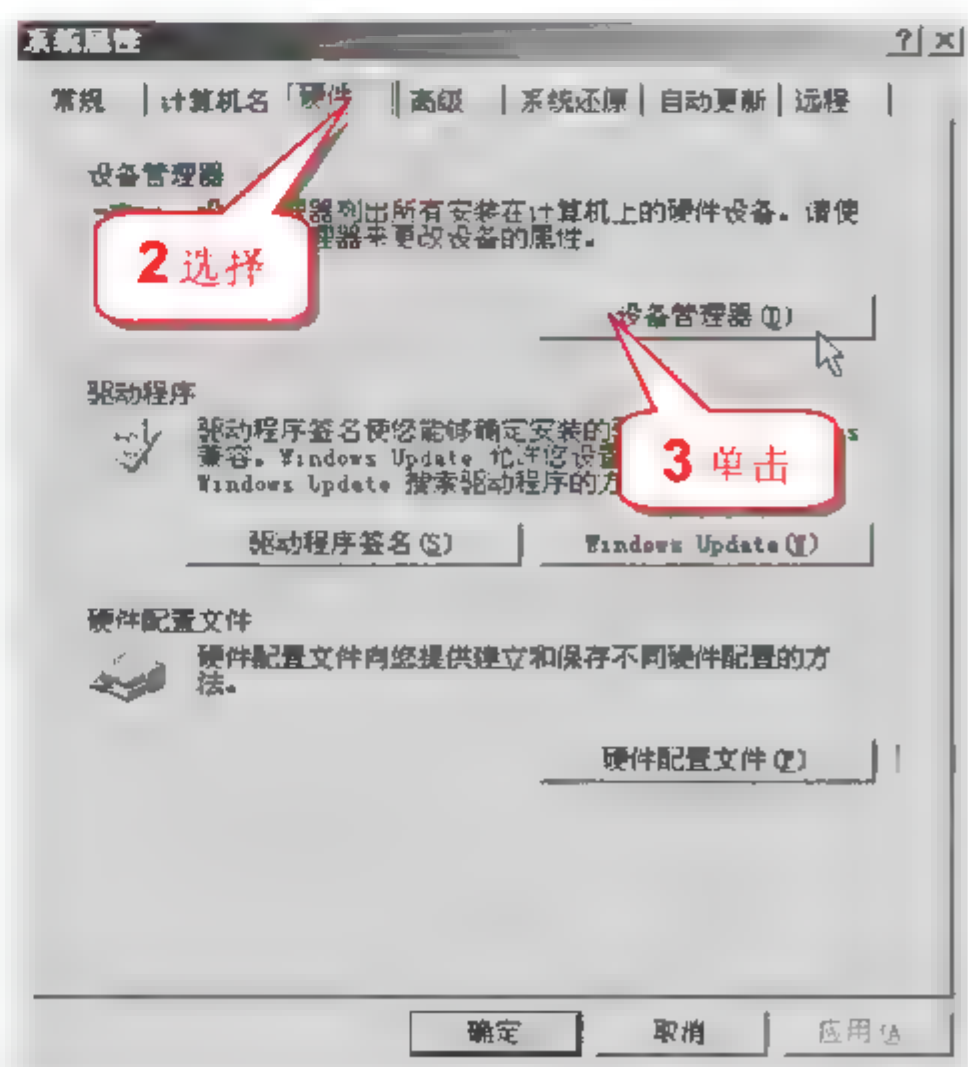 系统属性
常规 计算机名 硬件 高级 系统还原 自动更新 远程
设备管理器
器列出所有安装在计算机上的硬件设备。请使
理器来更改设备的属性。
2 选择
设备管理器(D)
驱动程序
驱动程序签名使您能够确定安装的
s
兼容。Windows Update 允许您设置
Windows Update 搜索驱动程序的方
3 单击
驱动程序签名(S) Windows Update(W)
硬件配置文件
硬件配置文件向您提供建立和保存不同硬件配置的方
法。
硬件配置文件(P)
确定 取消 应用(A